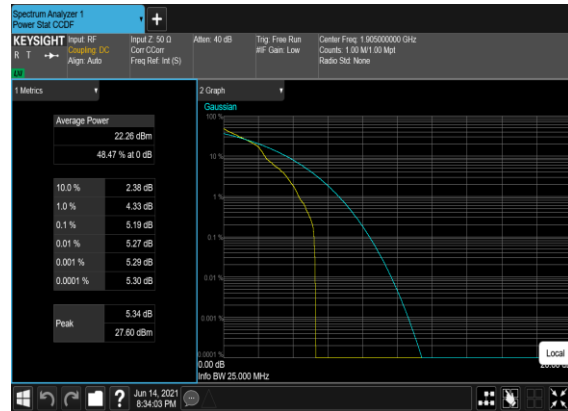 Spectrum Analyzer 1
Power Stat CCDF
KEYSIGHT
R T
LW
Input: RF
Coupling: DC
Align: Auto
Input Z: 50 Ω
Corr CCorr
Freq Ref: Int (S)
Atten: 40 dB
Trig: Free Run
#IF Gain: Low
Center Freq: 1.905000000 GHz
Counts: 1.00 M/1.00 Mpt
Radio Std: None
1 Metrics
Average Power
22.26 dBm
48.47 % at 0 dB
10.0 % 2.38 dB
1.0 % 4.33 dB
0.1 % 5.19 dB
0.01 % 5.27 dB
0.001 % 5.29 dB
0.0001 % 5.30 dB
Peak
5.34 dB
27.60 dBm
2 Graph
Gaussian
100 %
10 %
1 %
0.1 %
0.01 %
0.001 %
0.0001 %
0.00 dB
Info BW 25.000 MHz
Local
?
Jun 14, 2021
8:34:03 PM